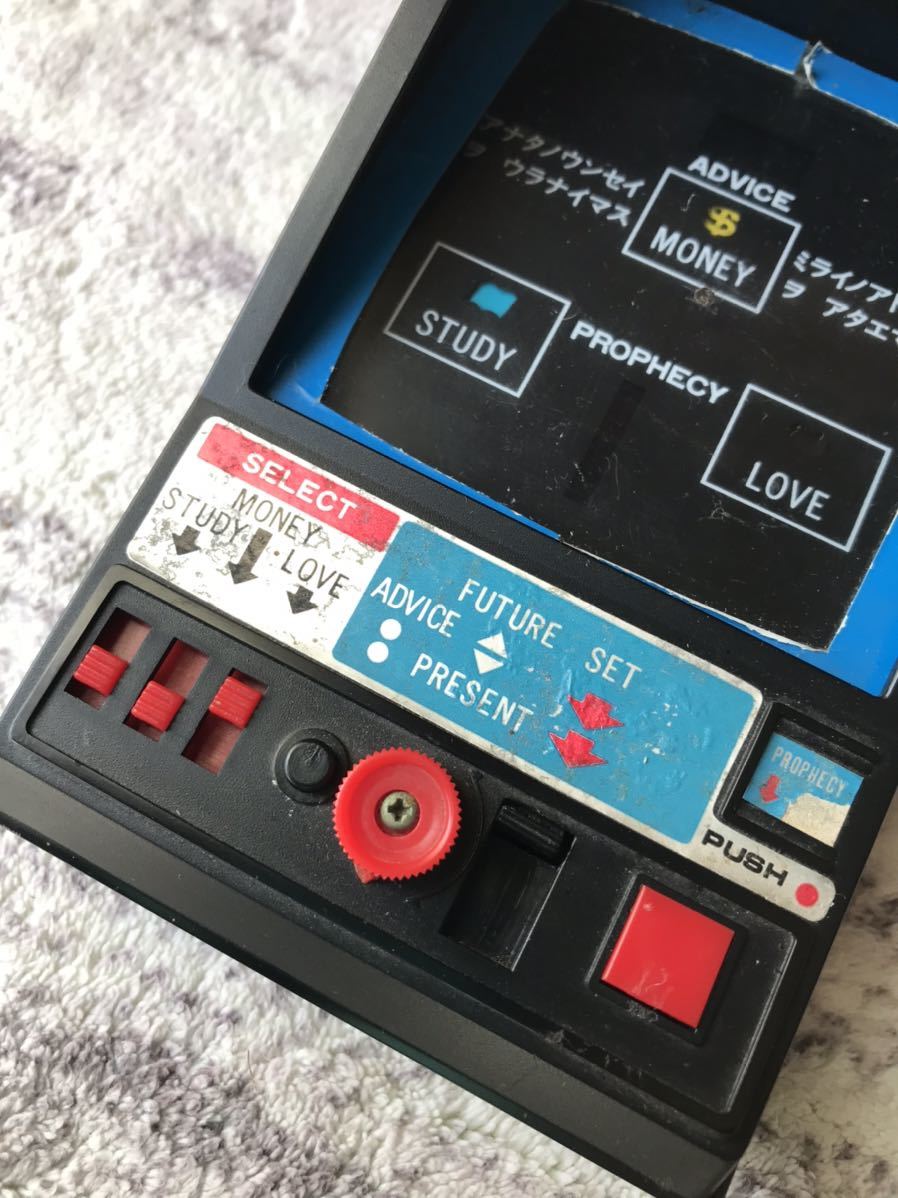 ADVICE
アナタノウンセイ
ヲ ウラナイマス
$
MONEY
ミライノアド
ヲ アタエマ
STUDY
PROPHECY
LOVE
SELECT
MONEY
STUDY LOVE
FUTURE SET
ADVICE
PRESENT
PROPHECY
PUSH